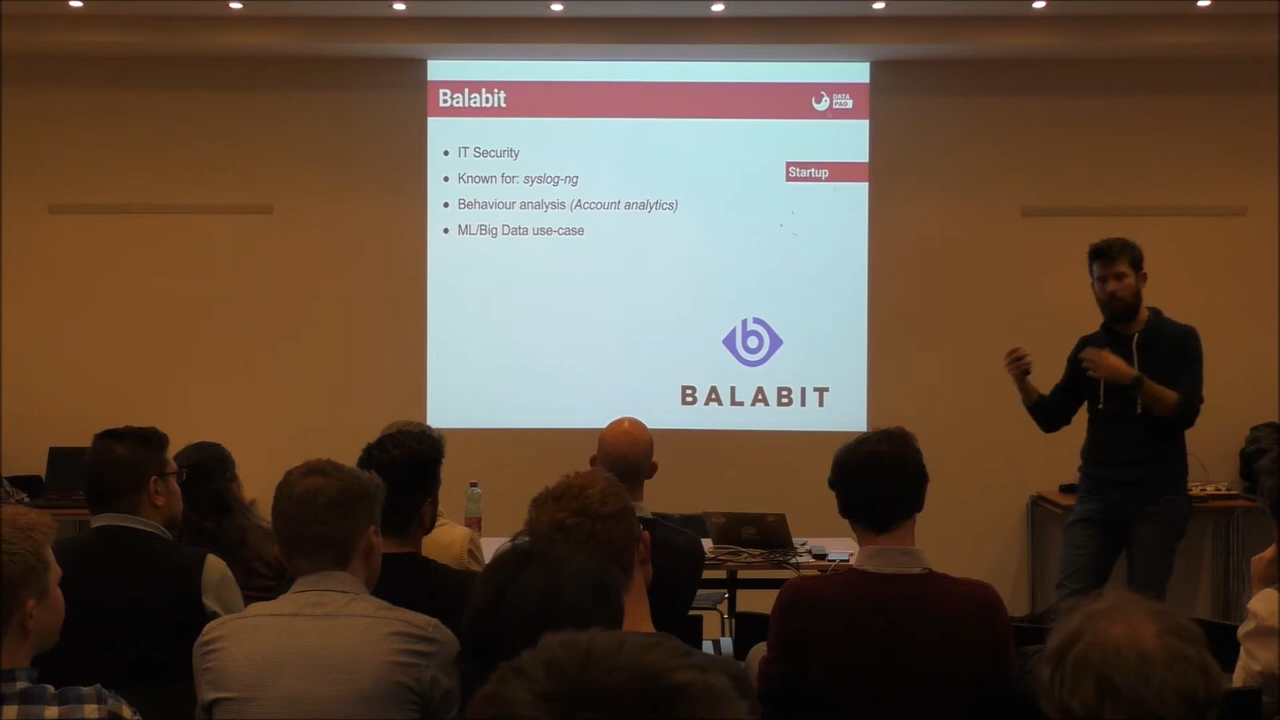 Balabit
DATA
PAO
● IT Security
Startup
● Known for: syslog-ng
● Behaviour analysis (Account analytics)
● ML/Big Data use-case
b
BALABIT